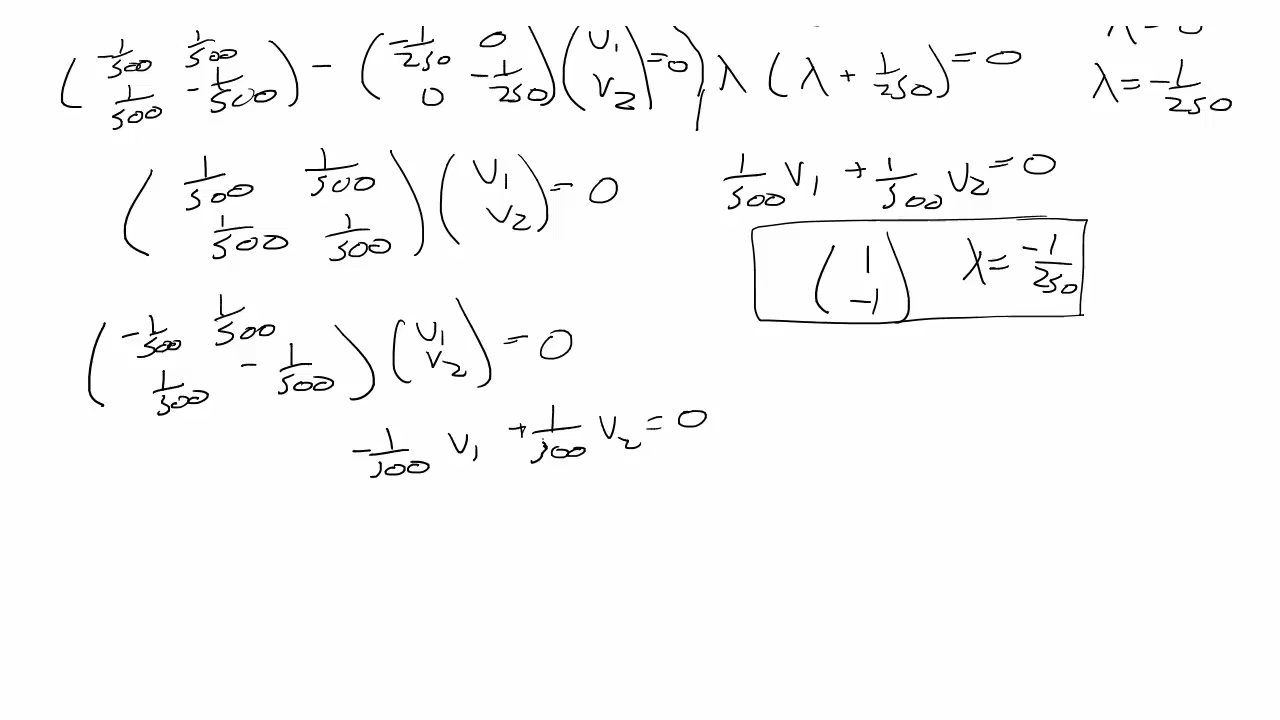 (-1/500 1/500 1/500 -1/500) - (-1/250 0 0 -1/250)(v1 v2)=0
λ(λ + 1/250) = 0
λ = -1/250
(1/500 1/500 1/500 1/500)(v1 v2) = 0
1/500 v1 + 1/500 v2 = 0
(1 -1) λ = -1/250
(-1/500 1/500 1/500 -1/500)(v1 v2) = 0
-1/500 v1 + 1/500 v2 = 0